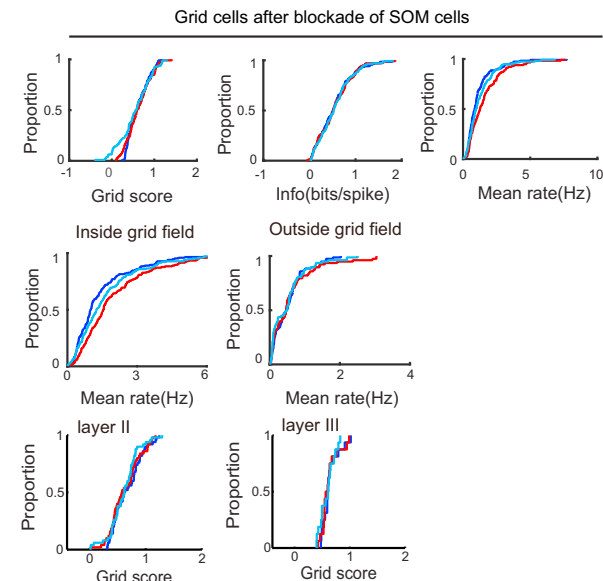 Grid cells after blockade of SOM cells
Proportion
1
0.5
0
-1
0
1
2
Grid score
Proportion
1
0.5
0
-1
0
1
2
Info(bits/spike)
Proportion
1
0.5
0
0
5
10
Mean rate(Hz)
Inside grid field
Proportion
1
0.5
0
0
3
6
Mean rate(Hz)
Outside grid field
Proportion
1
0.5
0
0
2
4
Mean rate(Hz)
layer II
Proportion
1
0.5
0
0
1
2
Grid score
layer III
Proportion
1
0.5
0
0
1
2
Grid score